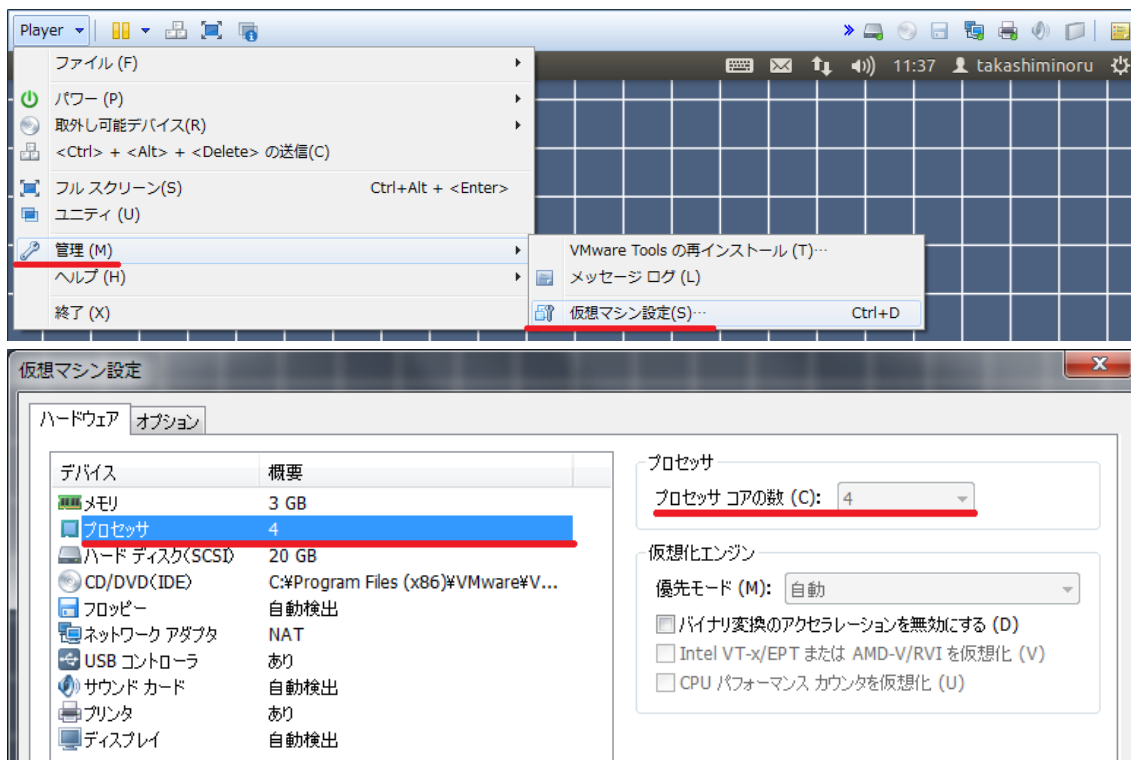 Player
11:37 takashiminoru
ファイル (F)
パワー (P)
取外し可能デバイス(R)
<Ctrl> + <Alt> + <Delete> の送信(C)
フル スクリーン(S) Ctrl+Alt + <Enter>
ユニティ (U)
管理 (M)
VMware Tools の再インストール (T)…
ヘルプ (H)
メッセージ ログ (L)
終了 (X)
仮想マシン設定(S)… Ctrl+D
仮想マシン設定
ハードウェア オプション
デバイス 概要
メモリ 3 GB
プロセッサ 4
ハード ディスク(SCSI) 20 GB
CD/DVD(IDE) C:¥Program Files (x86)¥VMware¥V...
フロッピー 自動検出
ネットワーク アダプタ NAT
USB コントローラ あり
サウンド カード 自動検出
プリンタ あり
ディスプレイ 自動検出
プロセッサ
プロセッサ コアの数 (C): 4
仮想化エンジン
優先モード (M): 自動
バイナリ変換のアクセラレーションを無効にする (D)
Intel VT-x/EPT または AMD-V/RVI を仮想化 (V)
CPU パフォーマンス カウンタを仮想化 (U)